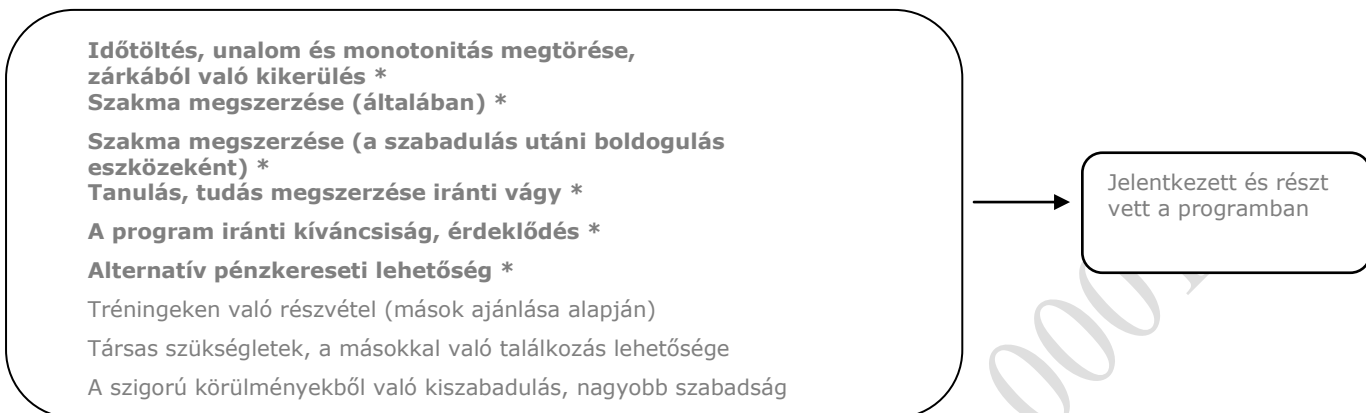 Időtöltés, unalom és monotonitás megtörése,
zárkából való kikerülés *
Szakma megszerzése (általában) *
Szakma megszerzése (a szabadulás utáni boldogulás
eszközeként) *
Tanulás, tudás megszerzése iránti vágy *
A program iránti kíváncsiság, érdeklődés *
Alternatív pénzkereseti lehetőség *
Tréningeken való részvétel (mások ajánlása alapján)
Társas szükségletek, a másokkal való találkozás lehetősége
A szigorú körülményekből való kiszabadulás, nagyobb szabadság
Jelentkezett és részt
vett a programban